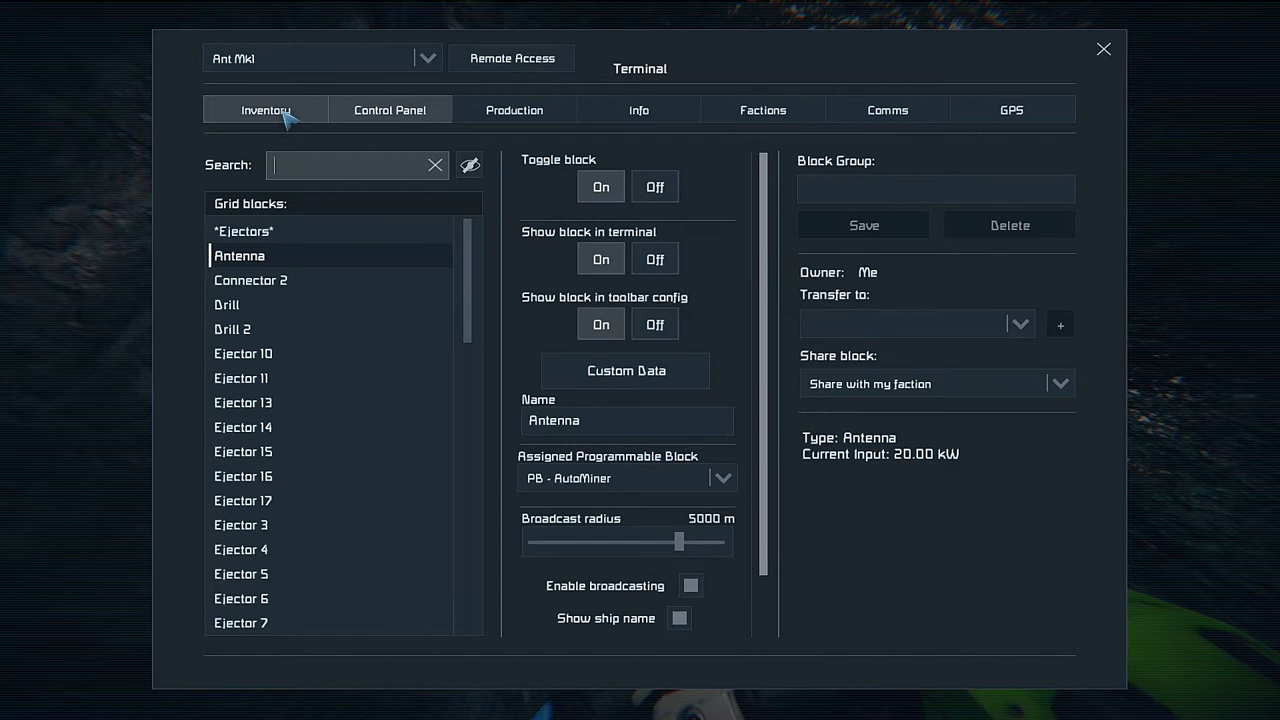 Ant Mk1
Remote Access
Terminal
Inventory
Control Panel
Production
Info
Factions
Comms
GPS
Search:
Grid blocks:
*Ejectors*
Antenna
Connector 2
Drill
Drill 2
Ejector 10
Ejector 11
Ejector 13
Ejector 14
Ejector 15
Ejector 16
Ejector 17
Ejector 3
Ejector 4
Ejector 5
Ejector 6
Ejector 7
Toggle block
On
Off
Show block in terminal
On
Off
Show block in toolbar config
On
Off
Custom Data
Name
Antenna
Assigned Programmable Block
PB - AutoMiner
Broadcast radius 5000 m
Enable broadcasting
Show ship name
Block Group:
Save
Delete
Owner: Me
Transfer to:
+
Share block:
Share with my faction
Type: Antenna
Current Input: 20.00 kW